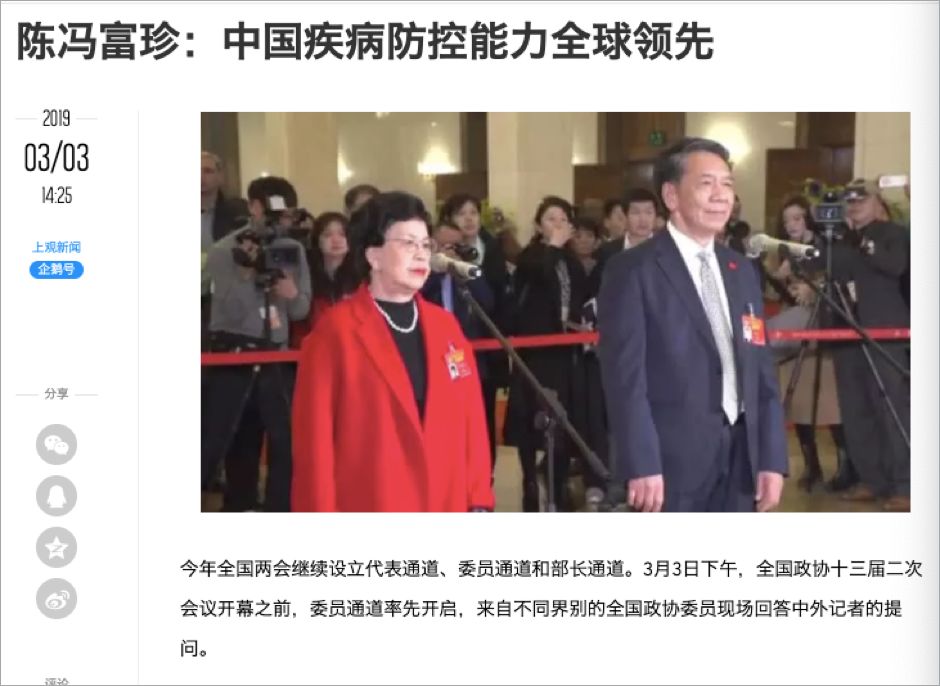 陈冯富珍：中国疾病防控能力全球领先
2019
03/03
14:25
上观新闻
企鹅号
分享
评论
今年全国两会继续设立代表通道、委员通道和部长通道。3月3日下午，全国政协十三届二次
会议开幕之前，委员通道率先开启，来自不同界别的全国政协委员现场回答中外记者的提
问。